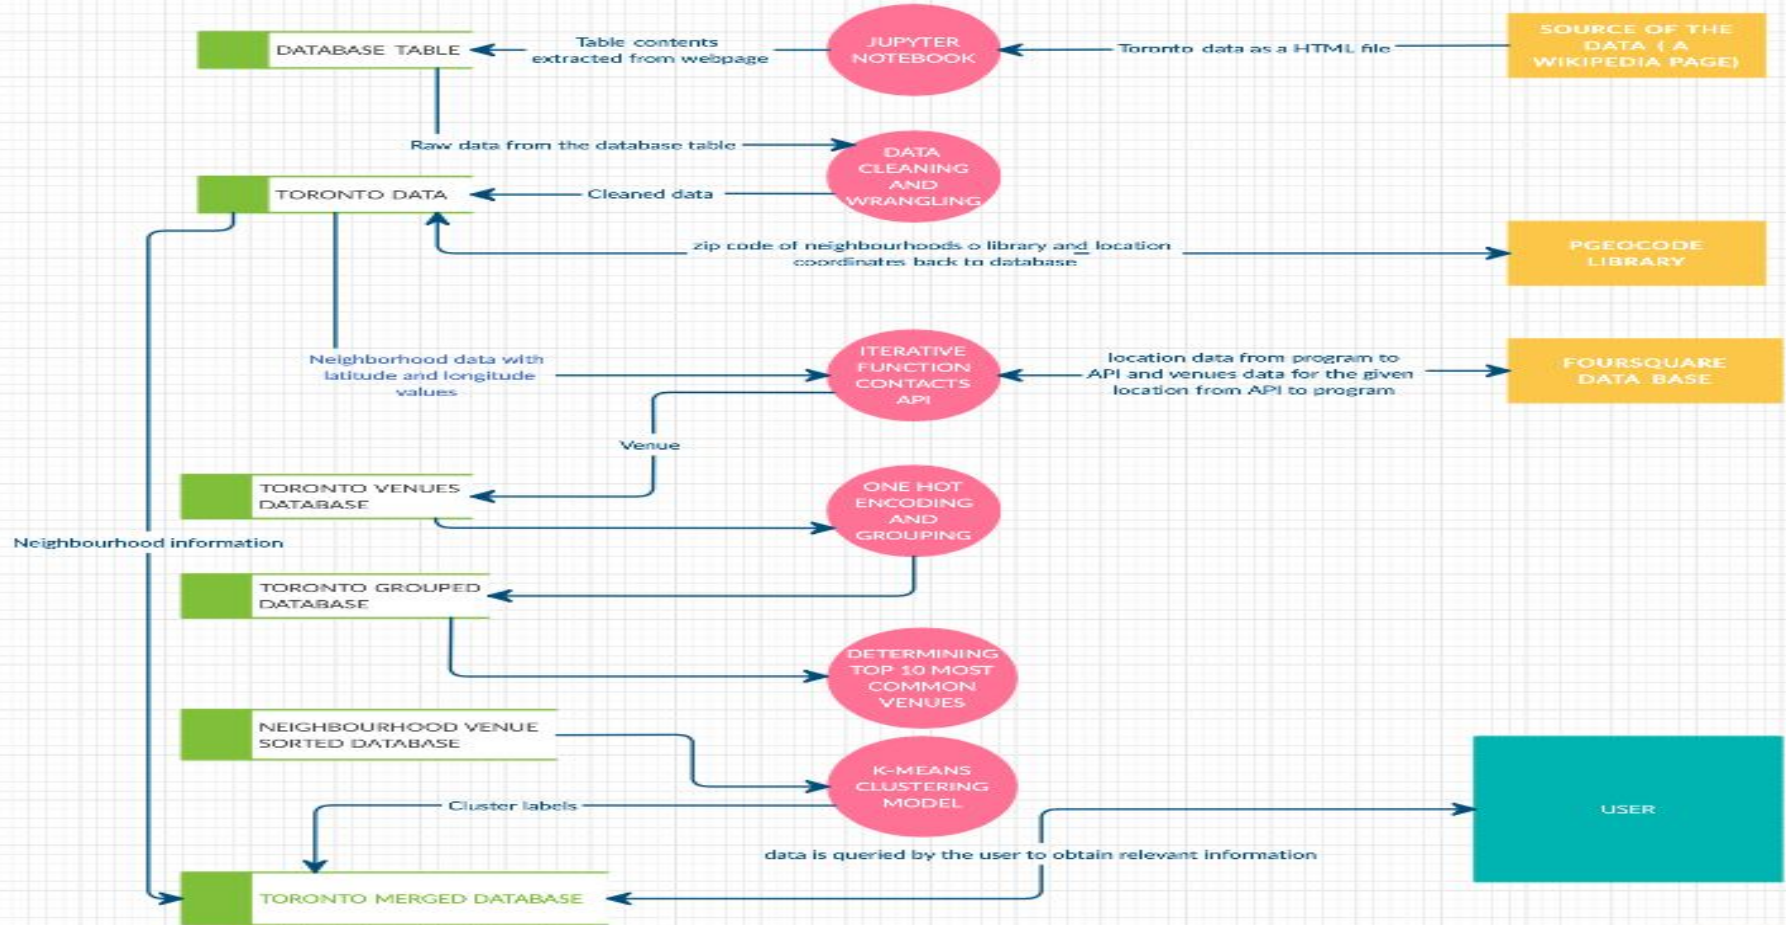 DATABASE TABLE
Table contents
extracted from webpage
JUPYTER
NOTEBOOK
Toronto data as a HTML file
SOURCE OF THE
DATA ( A
WIKIPEDIA PAGE)
Raw data from the database table
DATA
CLEANING
AND
WRANGLING
TORONTO DATA
Cleaned data
zip code of neighbourhoods o library and location
coordinates back to database
PGEOCODE
LIBRARY
Neighborhood data with
latitude and longitude
values
ITERATIVE
FUNCTION
CONTACTS
API
location data from program to
API and venues data for the given
location from API to program
FOURSQUARE
DATA BASE
Venue
TORONTO VENUES
DATABASE
ONE HOT
ENCODING
AND
GROUPING
Neighbourhood information
TORONTO GROUPED
DATABASE
DETERMINING
TOP 10 MOST
COMMON
VENUES
NEIGHBOURHOOD VENUE
SORTED DATABASE
K-MEANS
CLUSTERING
MODEL
Cluster labels
USER
data is queried by the user to obtain relevant information
TORONTO MERGED DATABASE